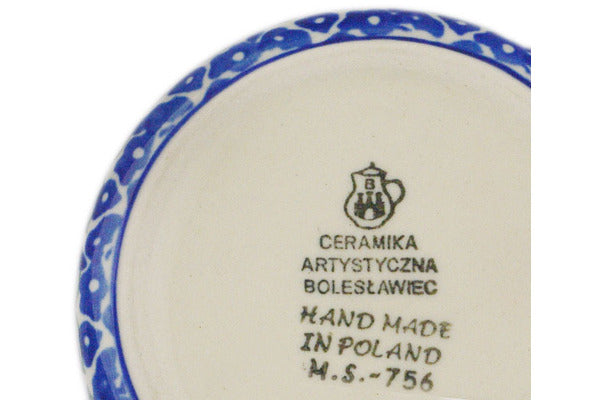 B
CERAMIKA
ARTYSTYCZNA
BOLESŁAWIEC
HAND MADE
IN POLAND
M.S.-756